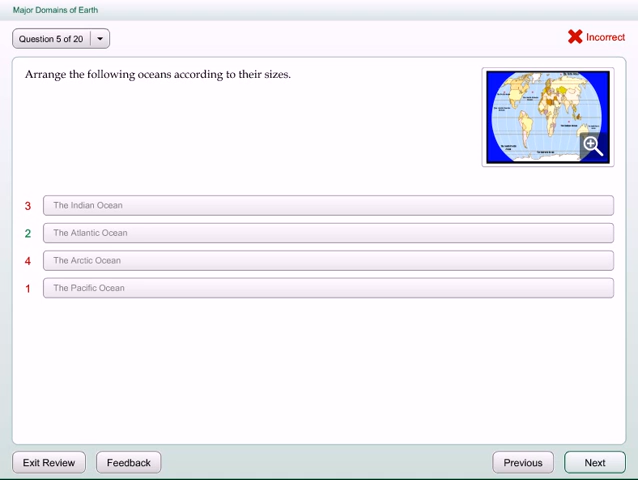 Major Domains of Earth
Question 5 of 20
Incorrect
Arrange the following oceans according to their sizes.
3 The Indian Ocean
2 The Atlantic Ocean
4 The Arctic Ocean
1 The Pacific Ocean
Exit Review Feedback Previous Next